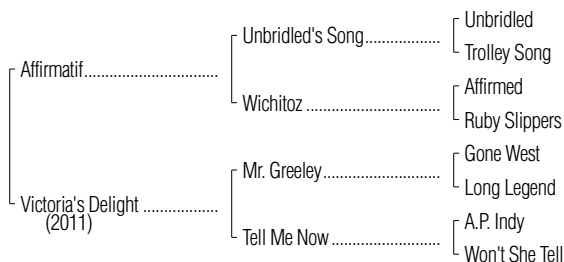 Unbridled
Unbridled's Song
Trolley Song
Affirmatif
Affirmed
Wichitoz
Ruby Slippers
Gone West
Mr. Greeley
Long Legend
Victoria's Delight
(2011)
A.P. Indy
Tell Me Now
Won't She Tell